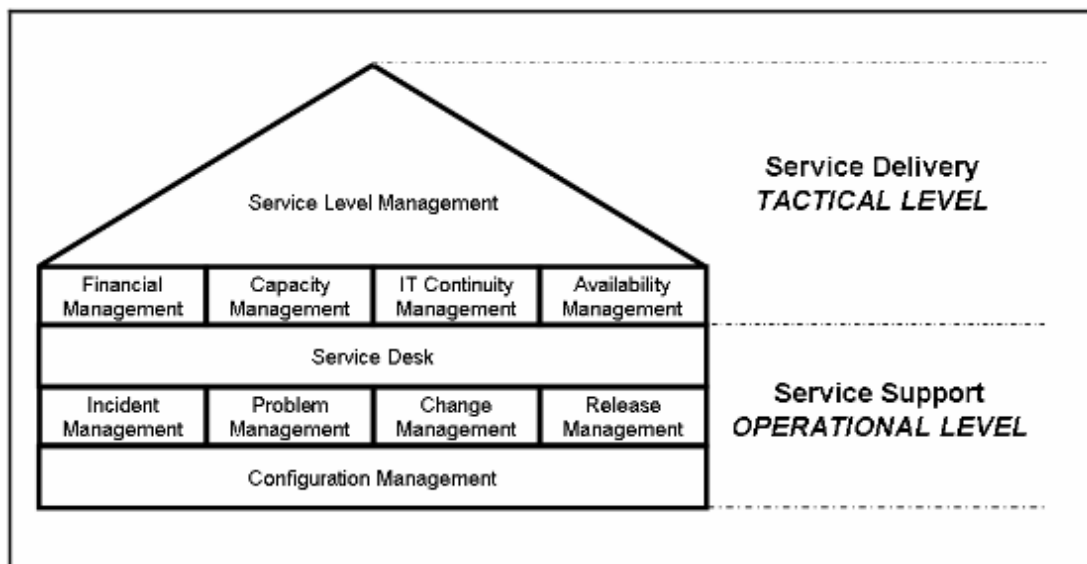 Service Delivery
TACTICAL LEVEL
Service Level Management
Financial
Management
Capacity
Management
IT Continuity
Management
Availability
Management
Service Desk
Incident
Management
Problem
Management
Change
Management
Release
Management
Service Support
OPERATIONAL LEVEL
Configuration Management